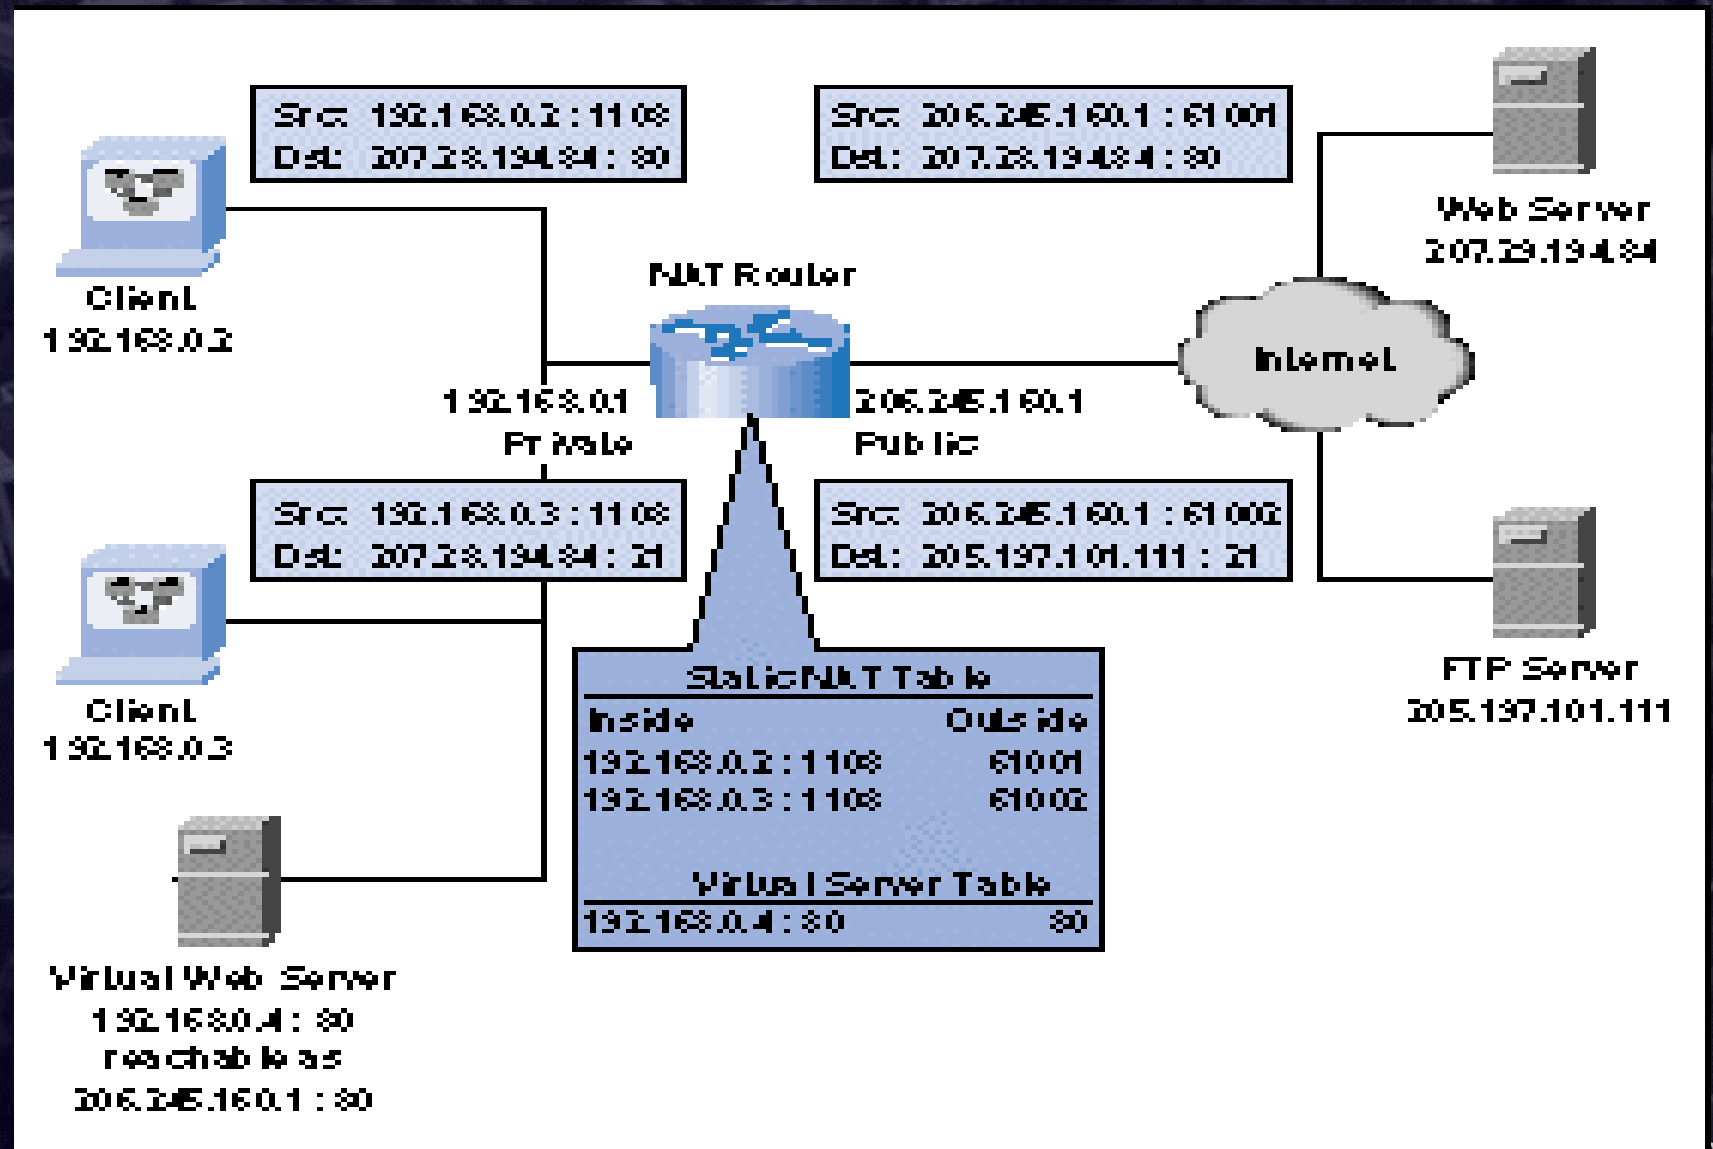 Src: 192.168.0.2 : 1108
Dst: 207.28.194.84 : 80
Src: 206.245.160.1 : 61001
Dst: 207.28.194.84 : 80
Web Server
207.29.194.84
Client
192.168.0.2
NAT Router
192.168.0.1
Private
206.245.160.1
Public
Internet
Src: 192.168.0.3 : 1108
Dst: 207.28.194.84 : 21
Src: 206.245.160.1 : 61002
Dst: 205.197.101.111 : 21
Client
192.168.0.3
FTP Server
205.197.101.111
Static NAT Table
Inside Outside
192.168.0.2 : 1108 61001
192.168.0.3 : 1108 61002
Virtual Server Table
192.168.0.4 : 80 80
Virtual Web Server
192.168.0.4 : 80
reachable as
206.245.160.1 : 80